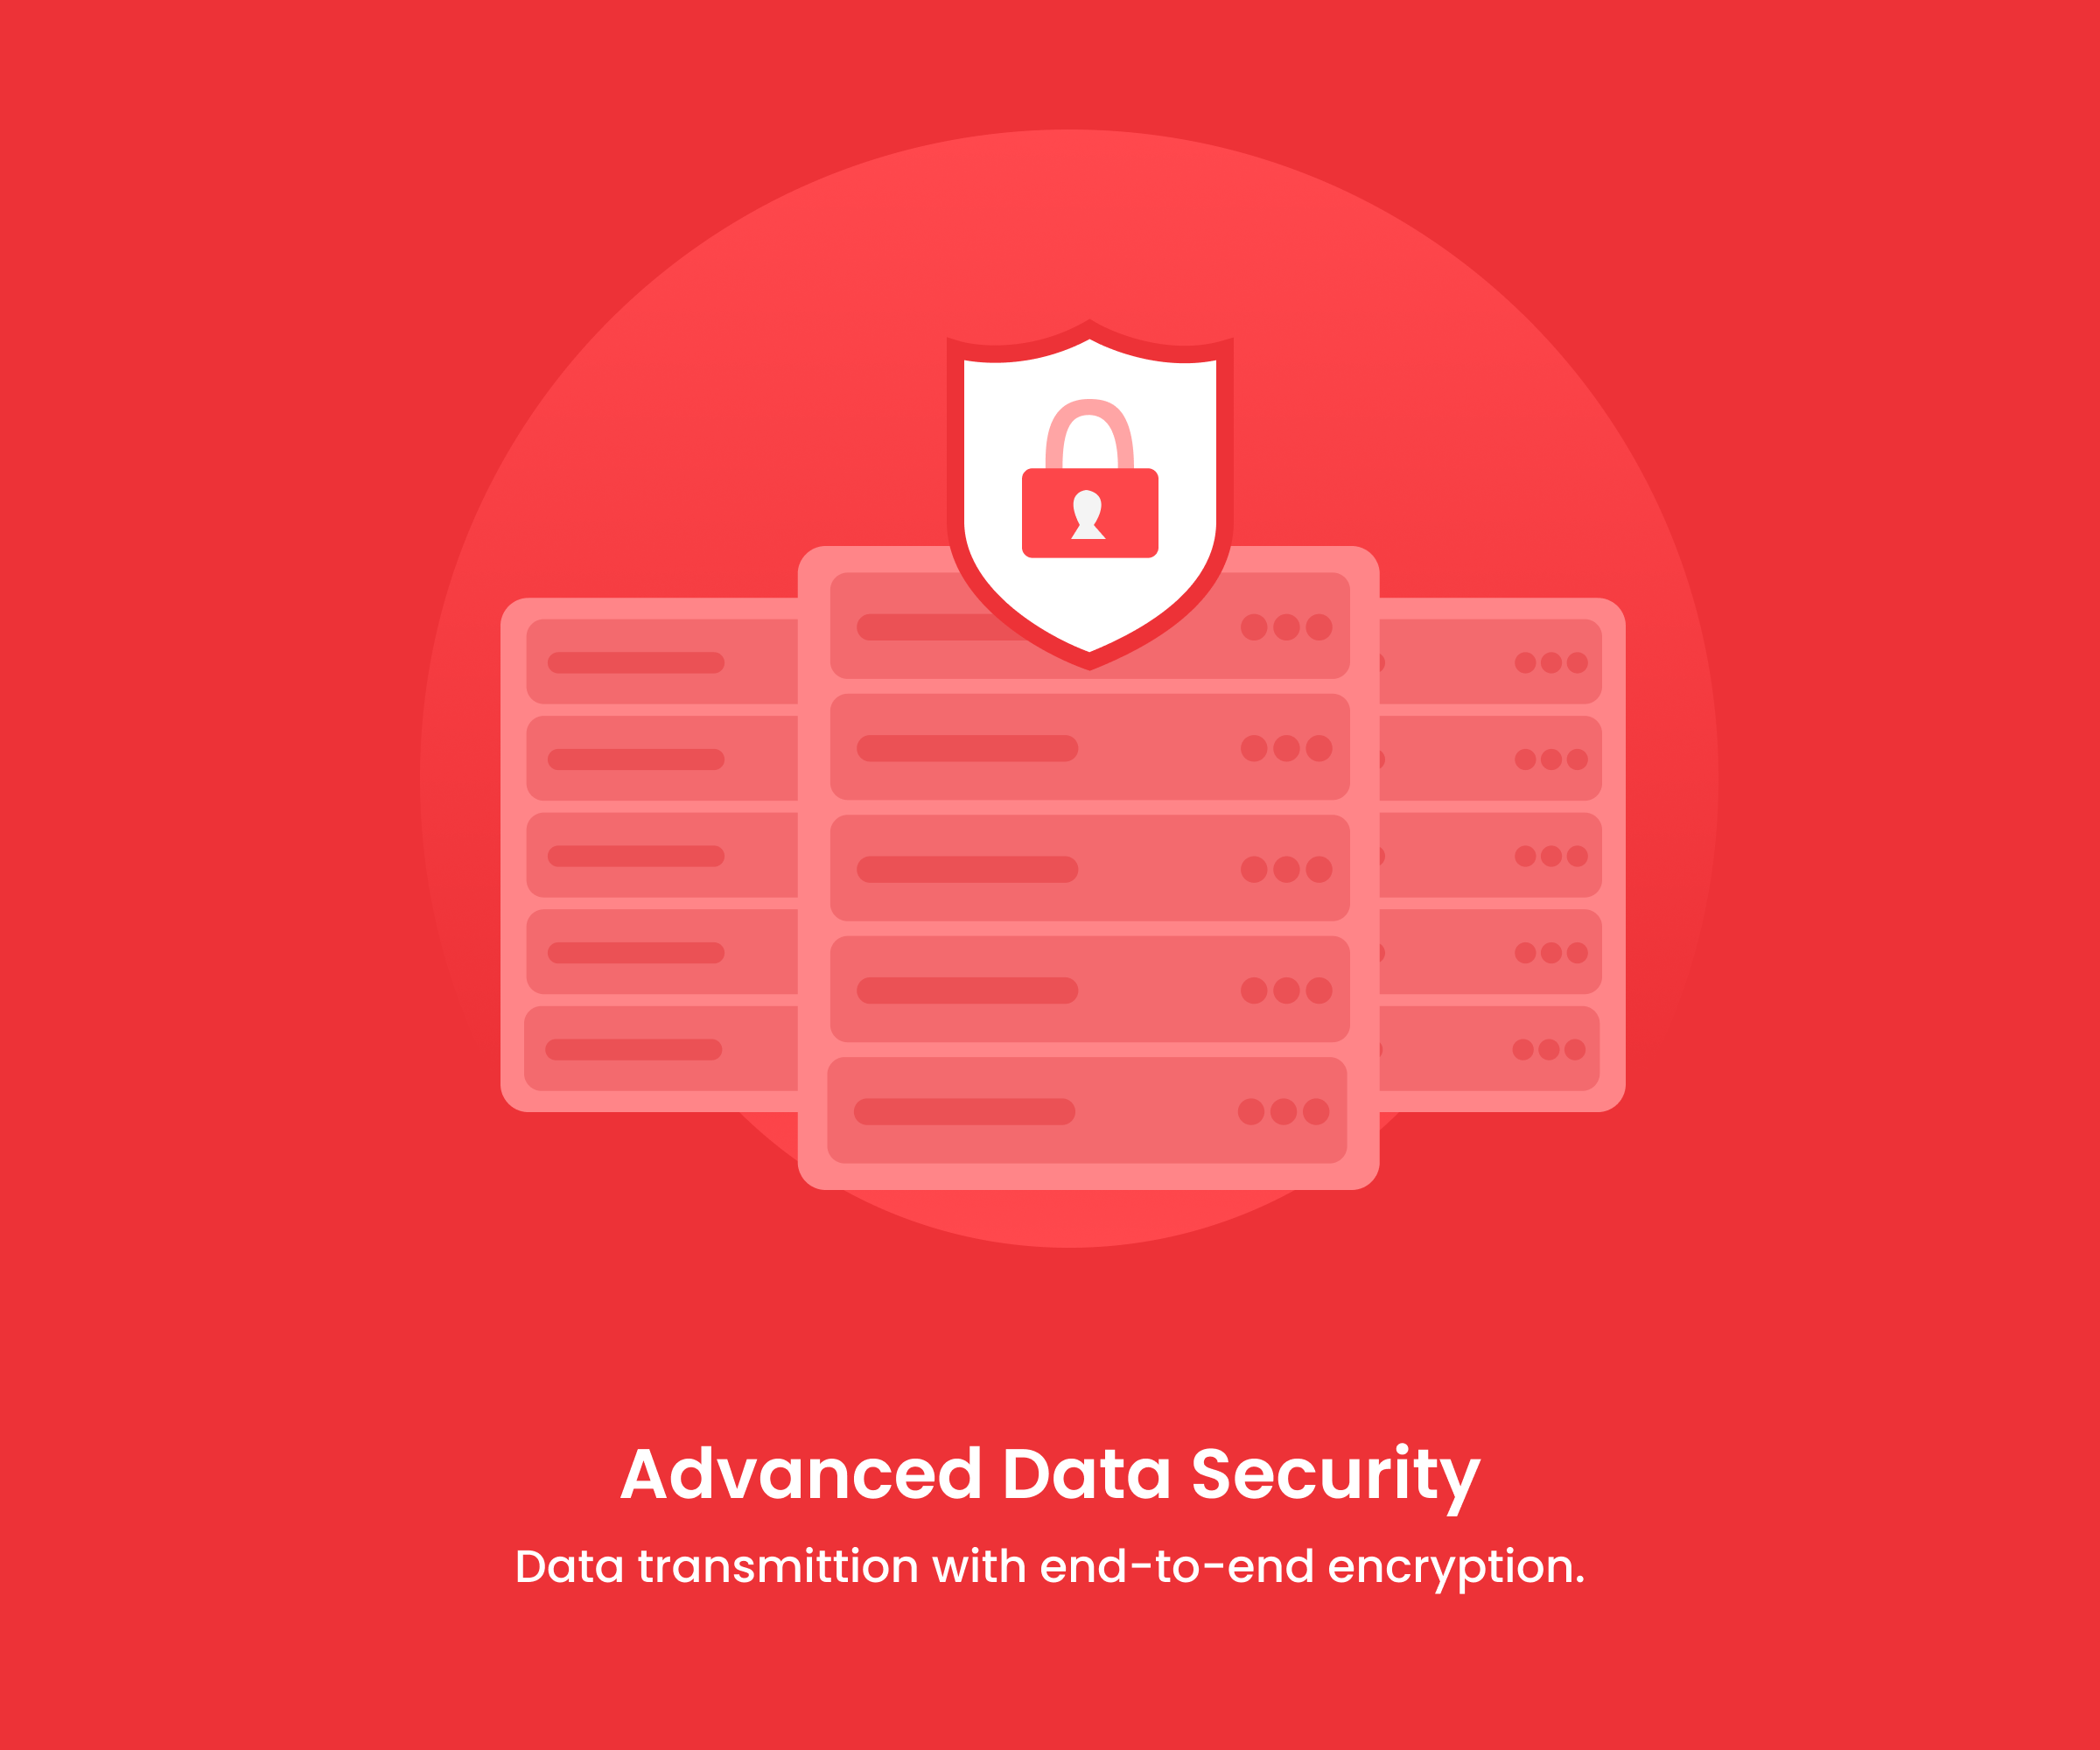 Advanced Data Security
Data transmittion with end-to-end encryption.